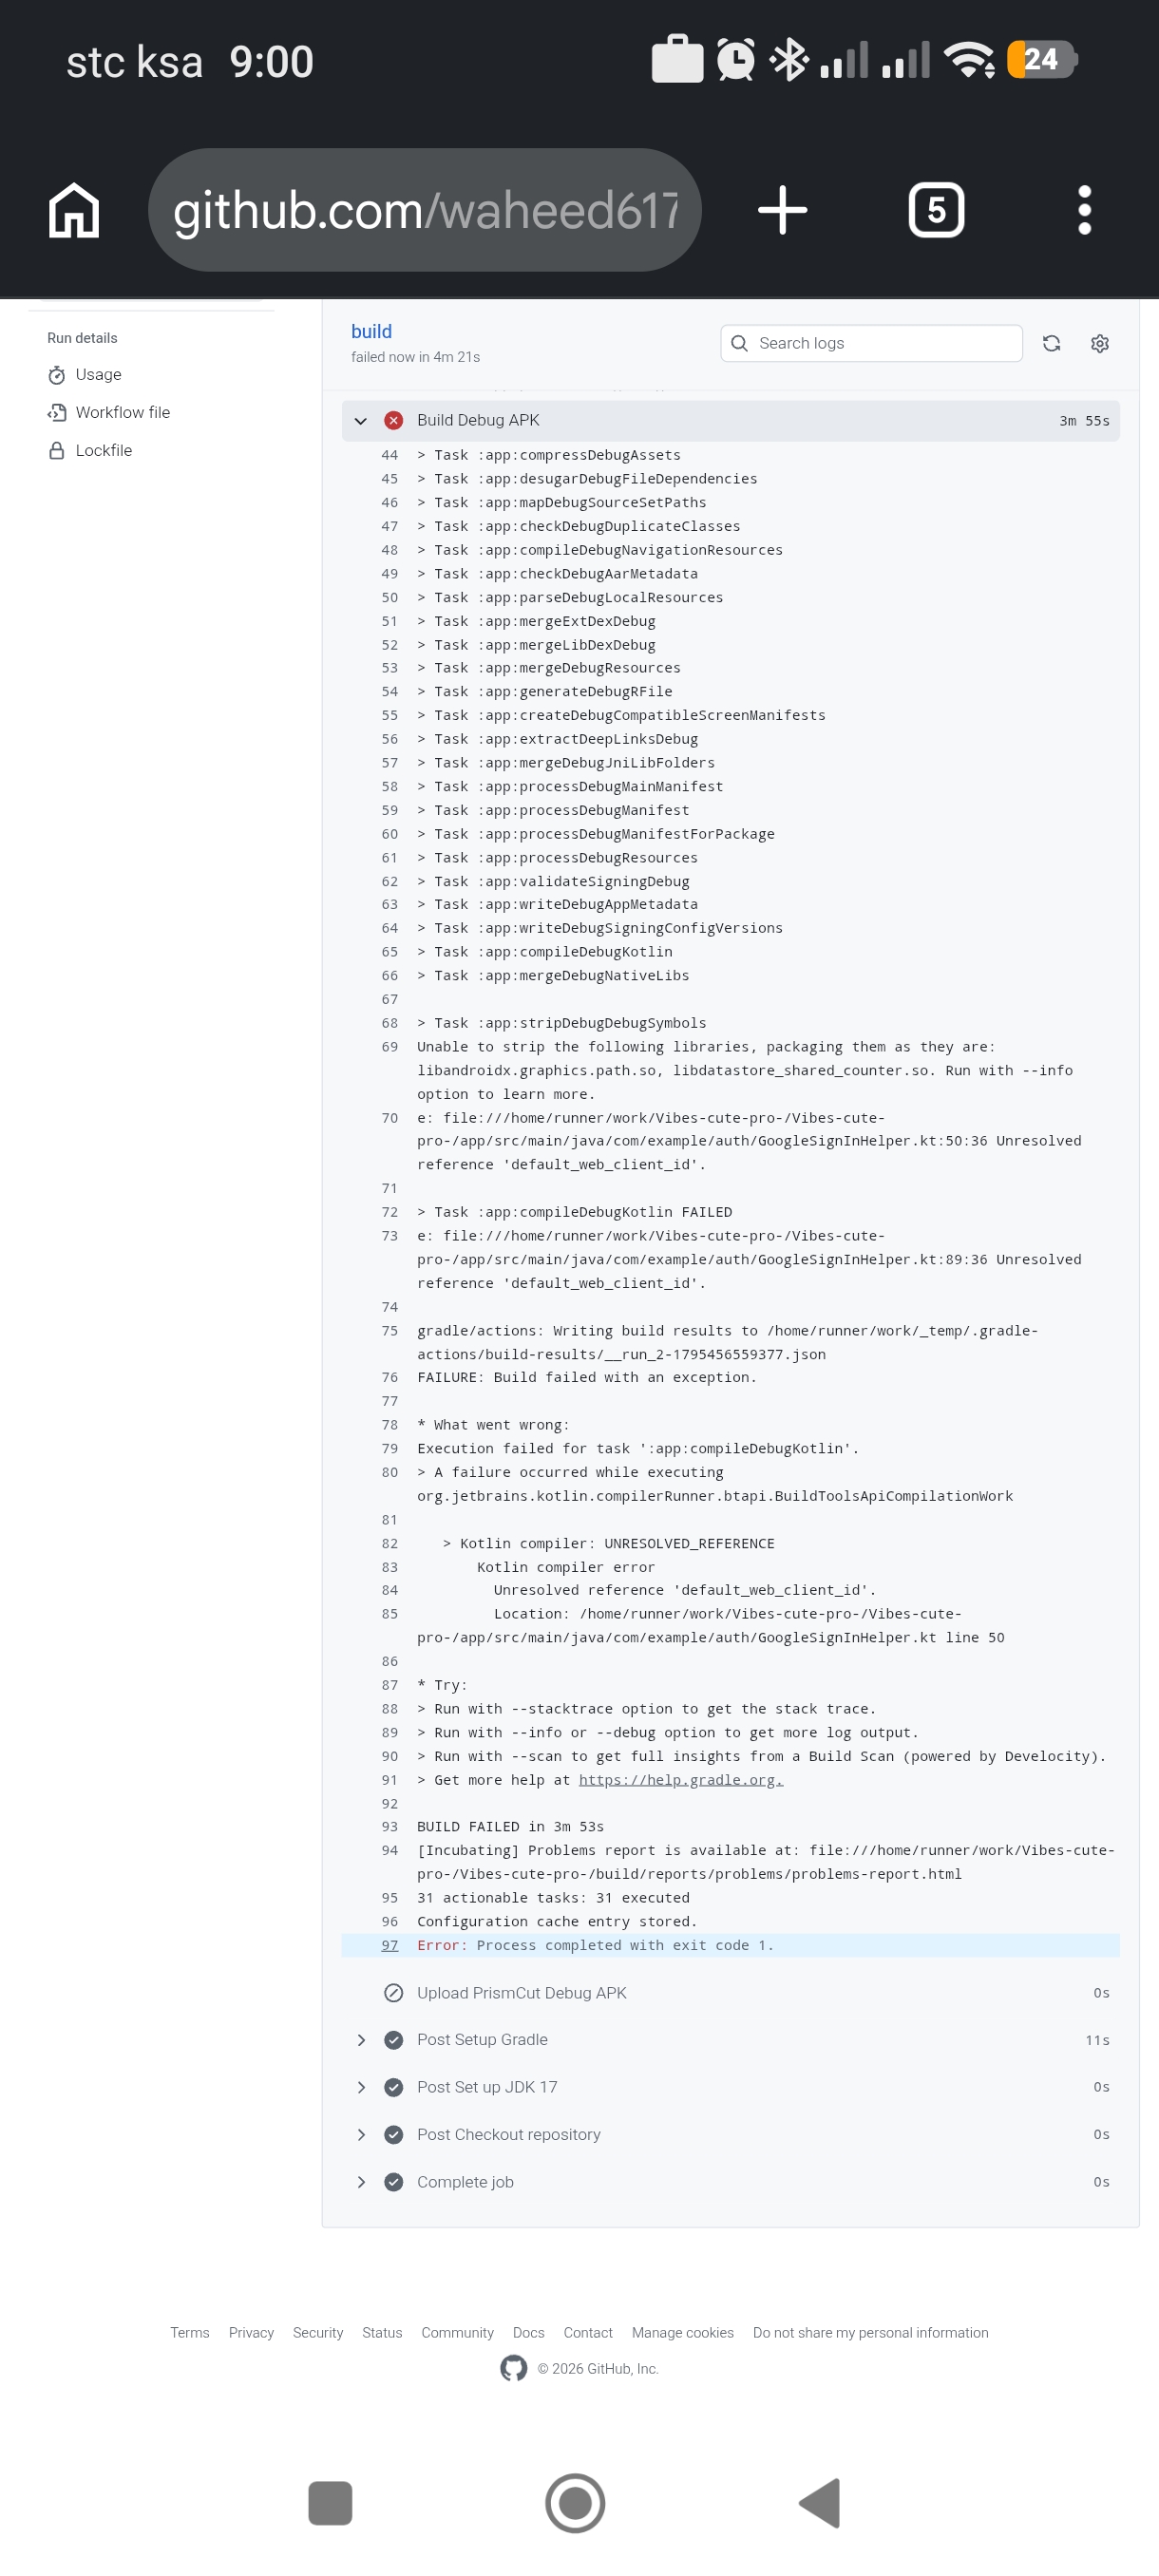 stc ksa 9:00
24
github.com/waheed617
5
Run details
Usage
Workflow file
Lockfile
build
failed now in 4m 21s
Search logs
Build Debug APK 3m 55s
44 > Task :app:compressDebugAssets
45 > Task :app:desugarDebugFileDependencies
46 > Task :app:mapDebugSourceSetPaths
47 > Task :app:checkDebugDuplicateClasses
48 > Task :app:compileDebugNavigationResources
49 > Task :app:checkDebugAarMetadata
50 > Task :app:parseDebugLocalResources
51 > Task :app:mergeExtDexDebug
52 > Task :app:mergeLibDexDebug
53 > Task :app:mergeDebugResources
54 > Task :app:generateDebugRFile
55 > Task :app:createDebugCompatibleScreenManifests
56 > Task :app:extractDeepLinksDebug
57 > Task :app:mergeDebugJniLibFolders
58 > Task :app:processDebugMainManifest
59 > Task :app:processDebugManifest
60 > Task :app:processDebugManifestForPackage
61 > Task :app:processDebugResources
62 > Task :app:validateSigningDebug
63 > Task :app:writeDebugAppMetadata
64 > Task :app:writeDebugSigningConfigVersions
65 > Task :app:compileDebugKotlin
66 > Task :app:mergeDebugNativeLibs
67
68 > Task :app:stripDebugDebugSymbols
69 Unable to strip the following libraries, packaging them as they are:
libandroidx.graphics.path.so, libdatastore_shared_counter.so. Run with --info
option to learn more.
70 e: file:///home/runner/work/Vibes-cute-pro-/Vibes-cute-
pro-/app/src/main/java/com/example/auth/GoogleSignInHelper.kt:50:36 Unresolved
reference 'default_web_client_id'.
71
72 > Task :app:compileDebugKotlin FAILED
73 e: file:///home/runner/work/Vibes-cute-pro-/Vibes-cute-
pro-/app/src/main/java/com/example/auth/GoogleSignInHelper.kt:89:36 Unresolved
reference 'default_web_client_id'.
74
75 gradle/actions: Writing build results to /home/runner/work/_temp/.gradle-
actions/build-results/__run_2-1795456559377.json
76 FAILURE: Build failed with an exception.
77
78 * What went wrong:
79 Execution failed for task ':app:compileDebugKotlin'.
80 > A failure occurred while executing
org.jetbrains.kotlin.compilerRunner.btapi.BuildToolsApiCompilationWork
81
82 > Kotlin compiler: UNRESOLVED_REFERENCE
83 Kotlin compiler error
84 Unresolved reference 'default_web_client_id'.
85 Location: /home/runner/work/Vibes-cute-pro-/Vibes-cute-
pro-/app/src/main/java/com/example/auth/GoogleSignInHelper.kt line 50
86
87 * Try:
88 > Run with --stacktrace option to get the stack trace.
89 > Run with --info or --debug option to get more log output.
90 > Run with --scan to get full insights from a Build Scan (powered by Develocity).
91 > Get more help at https://help.gradle.org.
92
93 BUILD FAILED in 3m 53s
94 [Incubating] Problems report is available at: file:///home/runner/work/Vibes-cute-
pro-/Vibes-cute-pro-/build/reports/problems/problems-report.html
95 31 actionable tasks: 31 executed
96 Configuration cache entry stored.
97 Error: Process completed with exit code 1.
Upload PrismCut Debug APK 0s
Post Setup Gradle 11s
Post Set up JDK 17 0s
Post Checkout repository 0s
Complete job 0s
Terms Privacy Security Status Community Docs Contact Manage cookies Do not share my personal information
© 2026 GitHub, Inc.